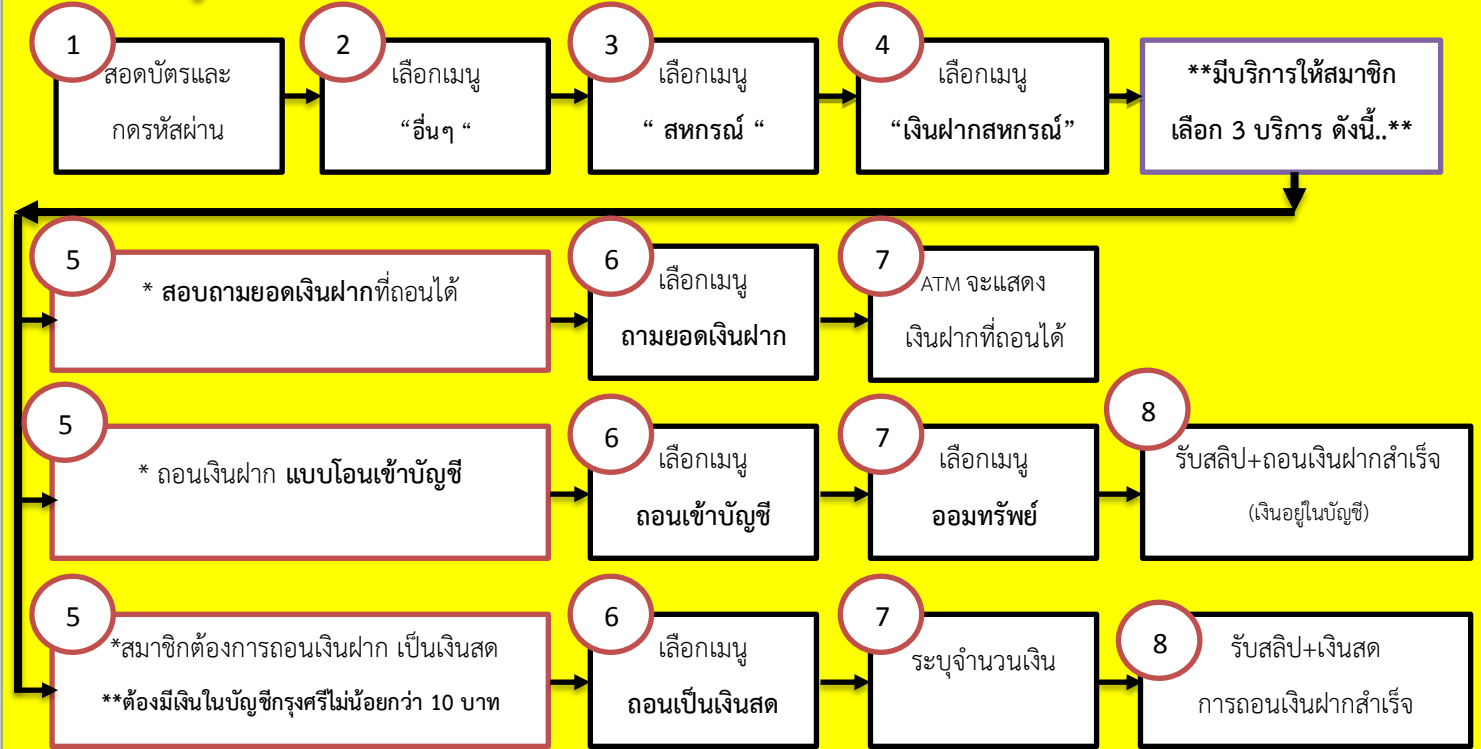 1
สอดบัตรและ
กดรหัสผ่าน
2
เลือกเมนู
“อื่นๆ “
3
เลือกเมนู
“ สหกรณ์ “
4
เลือกเมนู
“เงินฝากสหกรณ์”
**มีบริการให้สมาชิก
เลือก 3 บริการ ดังนี้..**
5
* สอบถามยอดเงินฝากที่ถอนได้
6
เลือกเมนู
ถามยอดเงินฝาก
7
ATM จะแสดง
เงินฝากที่ถอนได้
5
* ถอนเงินฝาก แบบโอนเข้าบัญชี
6
เลือกเมนู
ถอนเข้าบัญชี
7
เลือกเมนู
ออมทรัพย์
8
รับสลิป+ถอนเงินฝากสำเร็จ
(เงินอยู่ในบัญชี)
5
*สมาชิกต้องการถอนเงินฝาก เป็นเงินสด
**ต้องมีเงินในบัญชีกรุงศรีไม่น้อยกว่า 10 บาท
6
เลือกเมนู
ถอนเป็นเงินสด
7
ระบุจำนวนเงิน
8
รับสลิป+เงินสด
การถอนเงินฝากสำเร็จ